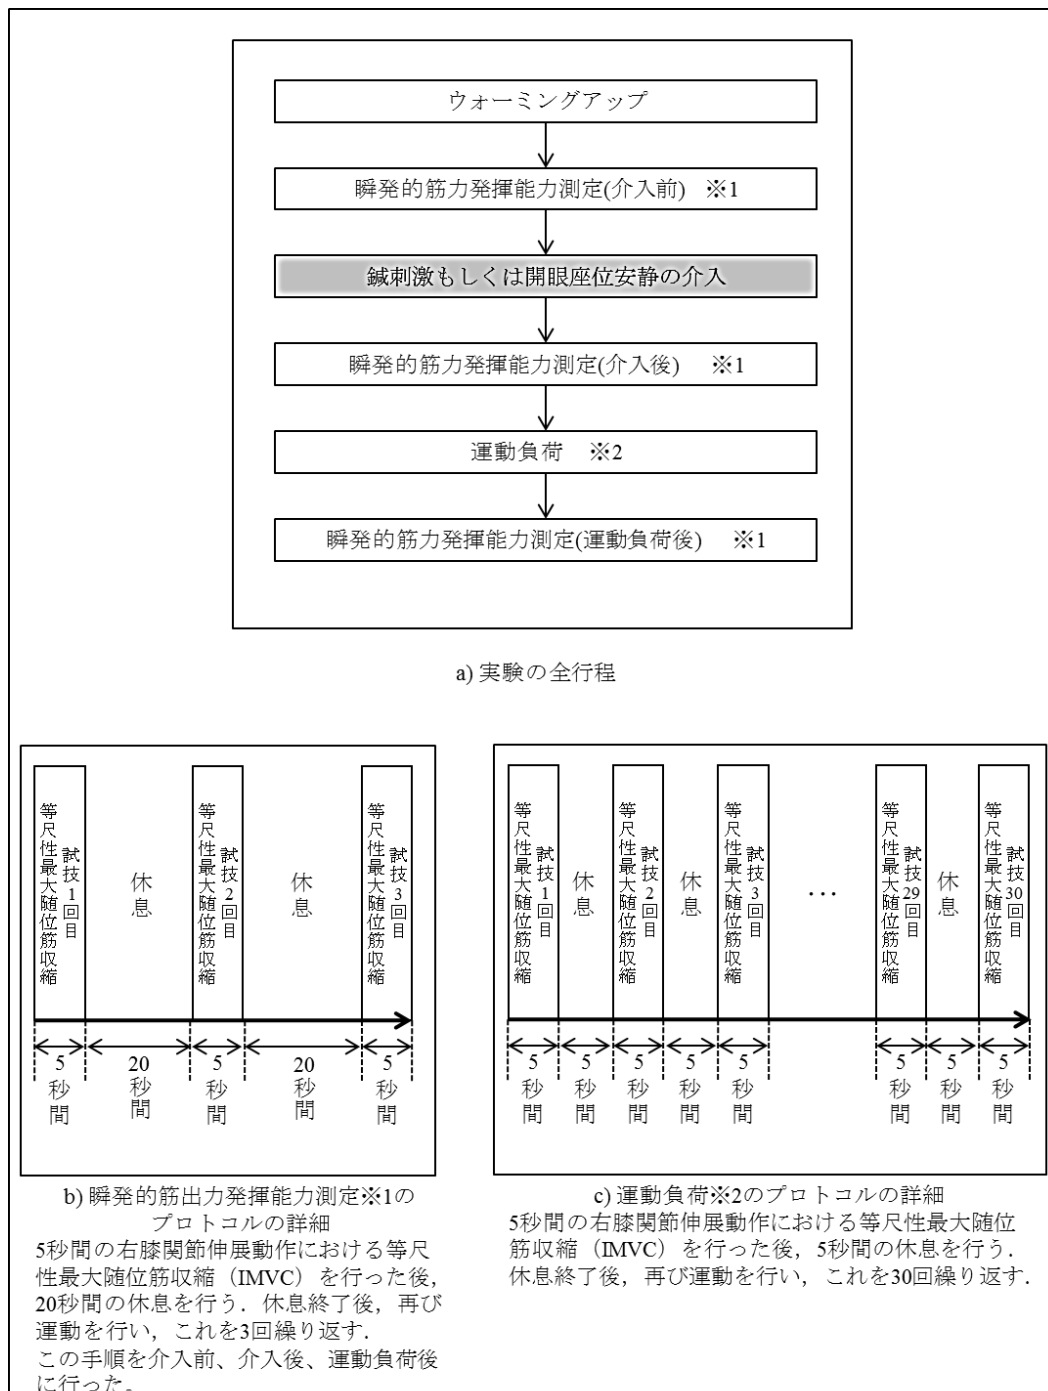 ウォーミングアップ
瞬発的筋力発揮能力測定(介入前) ※1
鍼刺激もしくは開眼座位安静の介入
瞬発的筋力発揮能力測定(介入後) ※1
運動負荷 ※2
瞬発的筋力発揮能力測定(運動負荷後) ※1
a) 実験の全行程
試技1回目
等尺性最大随位筋収縮
休息
試技2回目
等尺性最大随位筋収縮
休息
試技3回目
等尺性最大随位筋収縮
5秒間
20秒間
5秒間
20秒間
5秒間
b) 瞬発的筋出力発揮能力測定※1の
プロトコルの詳細
5秒間の右膝関節伸展動作における等尺
性最大随位筋収縮（IMVC）を行った後，
20秒間の休息を行う．休息終了後，再び
運動を行い，これを3回繰り返す．
この手順を介入前、介入後、運動負荷後
に行った。
試技1回目
等尺性最大随位筋収縮
休息
試技2回目
等尺性最大随位筋収縮
休息
試技3回目
等尺性最大随位筋収縮
…
試技29回目
等尺性最大随位筋収縮
休息
試技30回目
等尺性最大随位筋収縮
5秒間
5秒間
5秒間
5秒間
5秒間
5秒間
5秒間
5秒間
c) 運動負荷※2のプロトコルの詳細
5秒間の右膝関節伸展動作における等尺性最大随位
筋収縮（IMVC）を行った後，5秒間の休息を行う．
休息終了後，再び運動を行い，これを30回繰り返す．